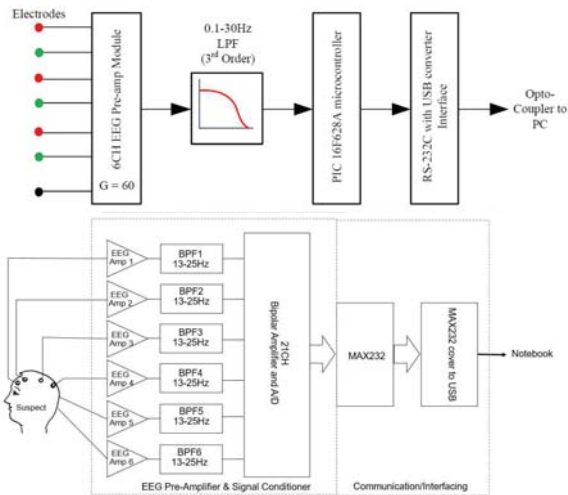 Electrodes
6CH EEG Pre-amp Module
G = 60
0.1-30Hz
LPF
(3rd Order)
PIC 16F628A microcontroller
RS-232C with USB converter
Interface
Opto-
Coupler to
PC
EEG
Amp 1
BPF1
13-25Hz
EEG
Amp 2
BPF2
13-25Hz
EEG
Amp 3
BPF3
13-25Hz
EEG
Amp 4
BPF4
13-25Hz
EEG
Amp 5
BPF5
13-25Hz
EEG
Amp 6
BPF6
13-25Hz
Suspect
21CH
Bipolar Amplifier and A/D
MAX232
MAX232 cover to
USB
Notebook
EEG Pre-Amplifier & Signal Conditioner
Communication/Interfacing